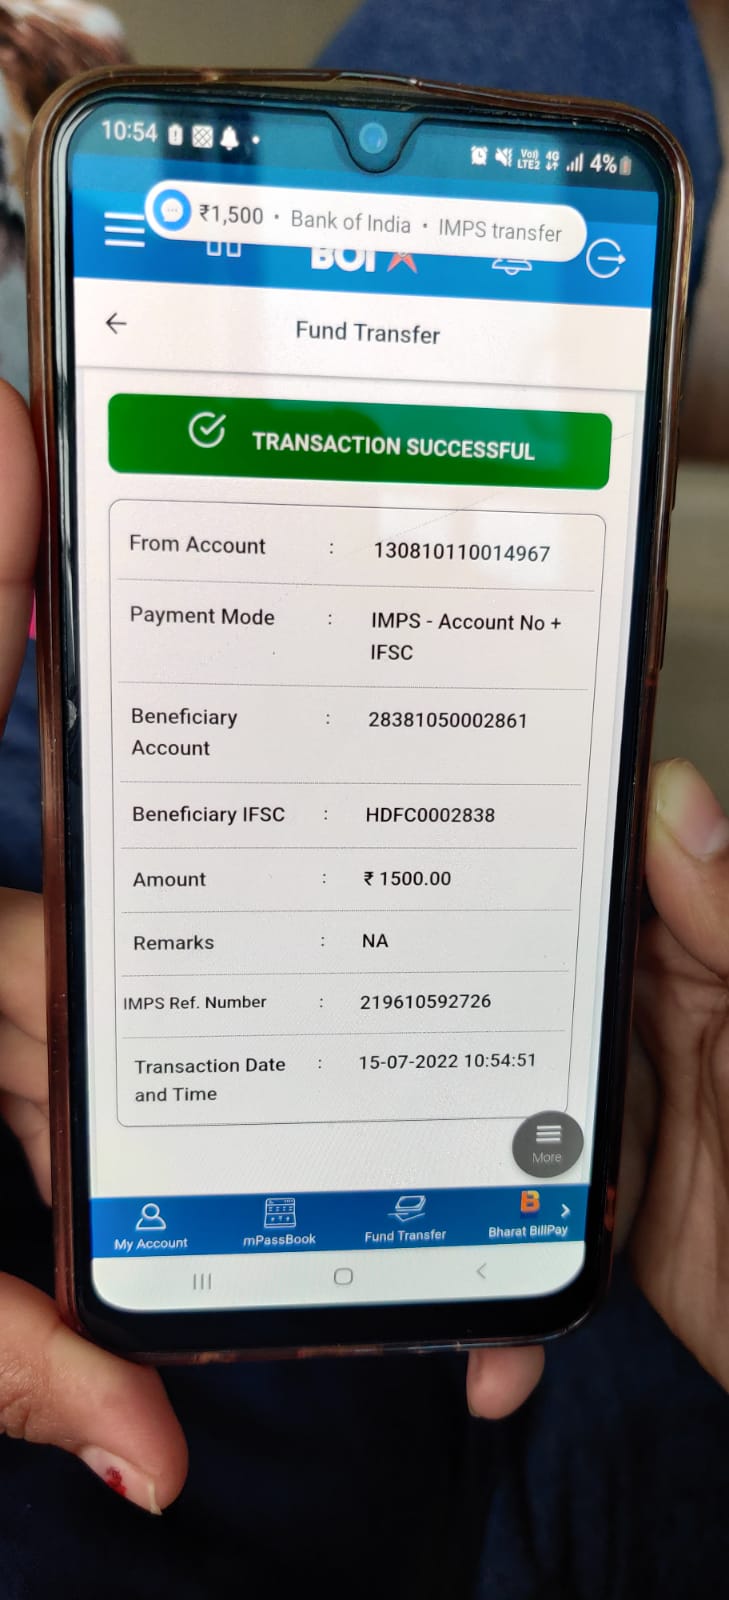 10:54
Vo)) 4G
LTE2
4%
₹1,500 • Bank of India • IMPS transfer
BOI
Fund Transfer
TRANSACTION SUCCESSFUL
From Account : 130810110014967
Payment Mode : IMPS - Account No +
IFSC
Beneficiary : 28381050002861
Account
Beneficiary IFSC : HDFC0002838
Amount : ₹ 1500.00
Remarks : NA
IMPS Ref. Number : 219610592726
Transaction Date : 15-07-2022 10:54:51
and Time
More
My Account mPassBook Fund Transfer Bharat BillPay